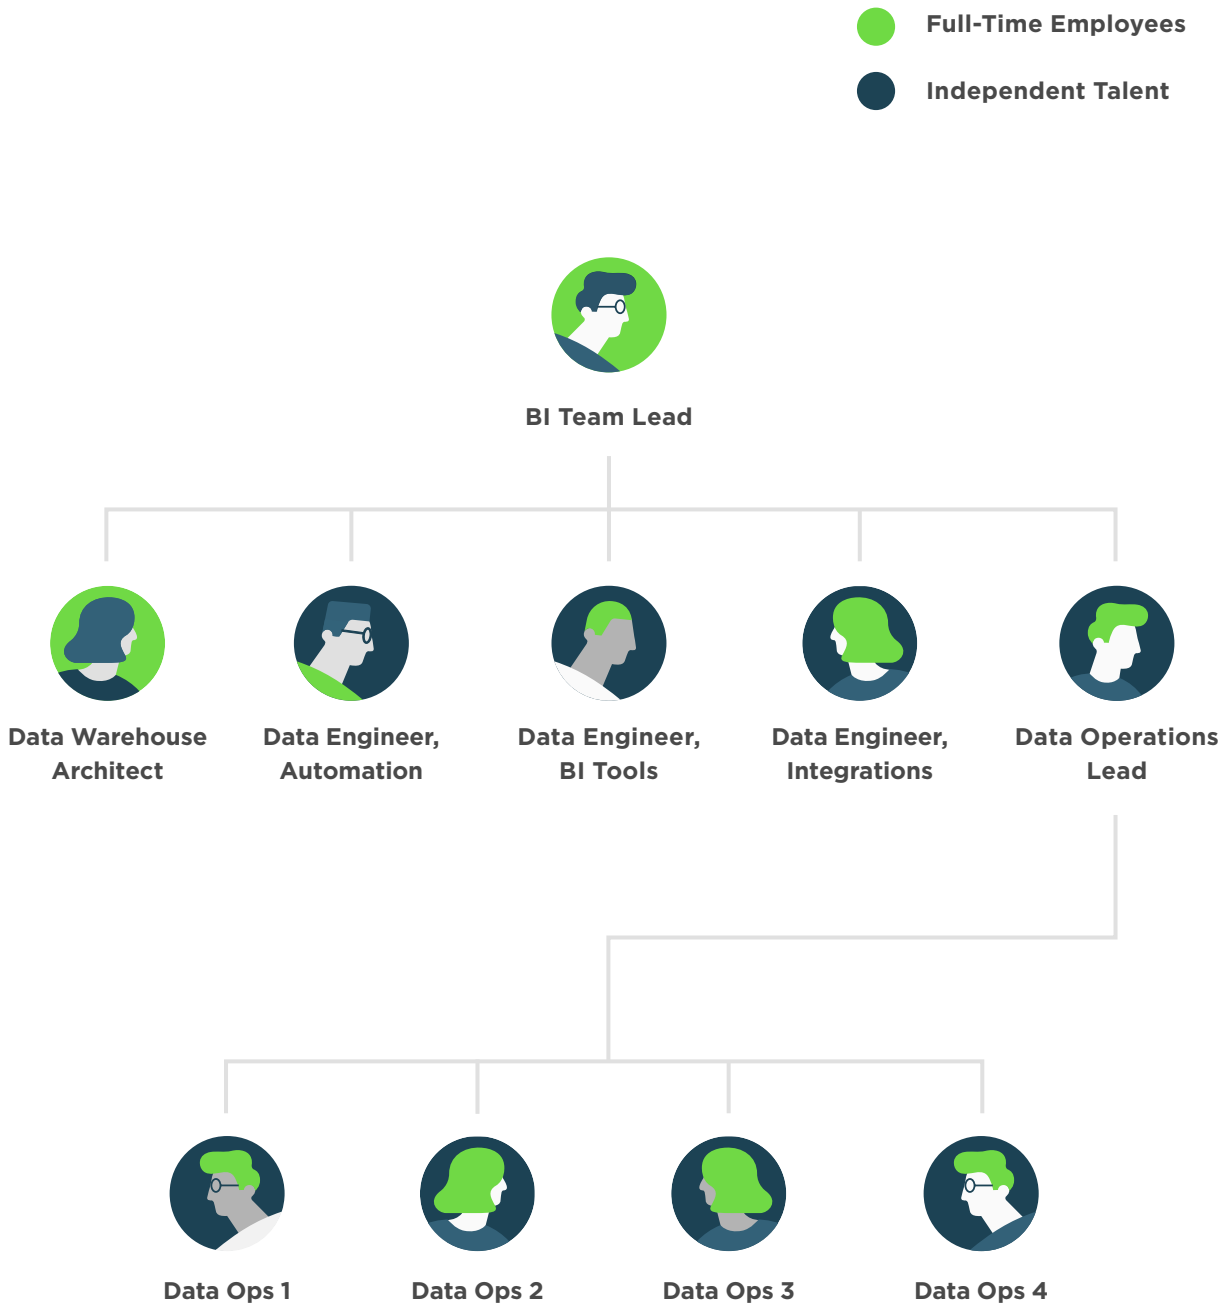 Full-Time Employees
Independent Talent
BI Team Lead
Data Warehouse
Architect
Data Engineer,
Automation
Data Engineer,
BI Tools
Data Engineer,
Integrations
Data Operations
Lead
Data Ops 1
Data Ops 2
Data Ops 3
Data Ops 4